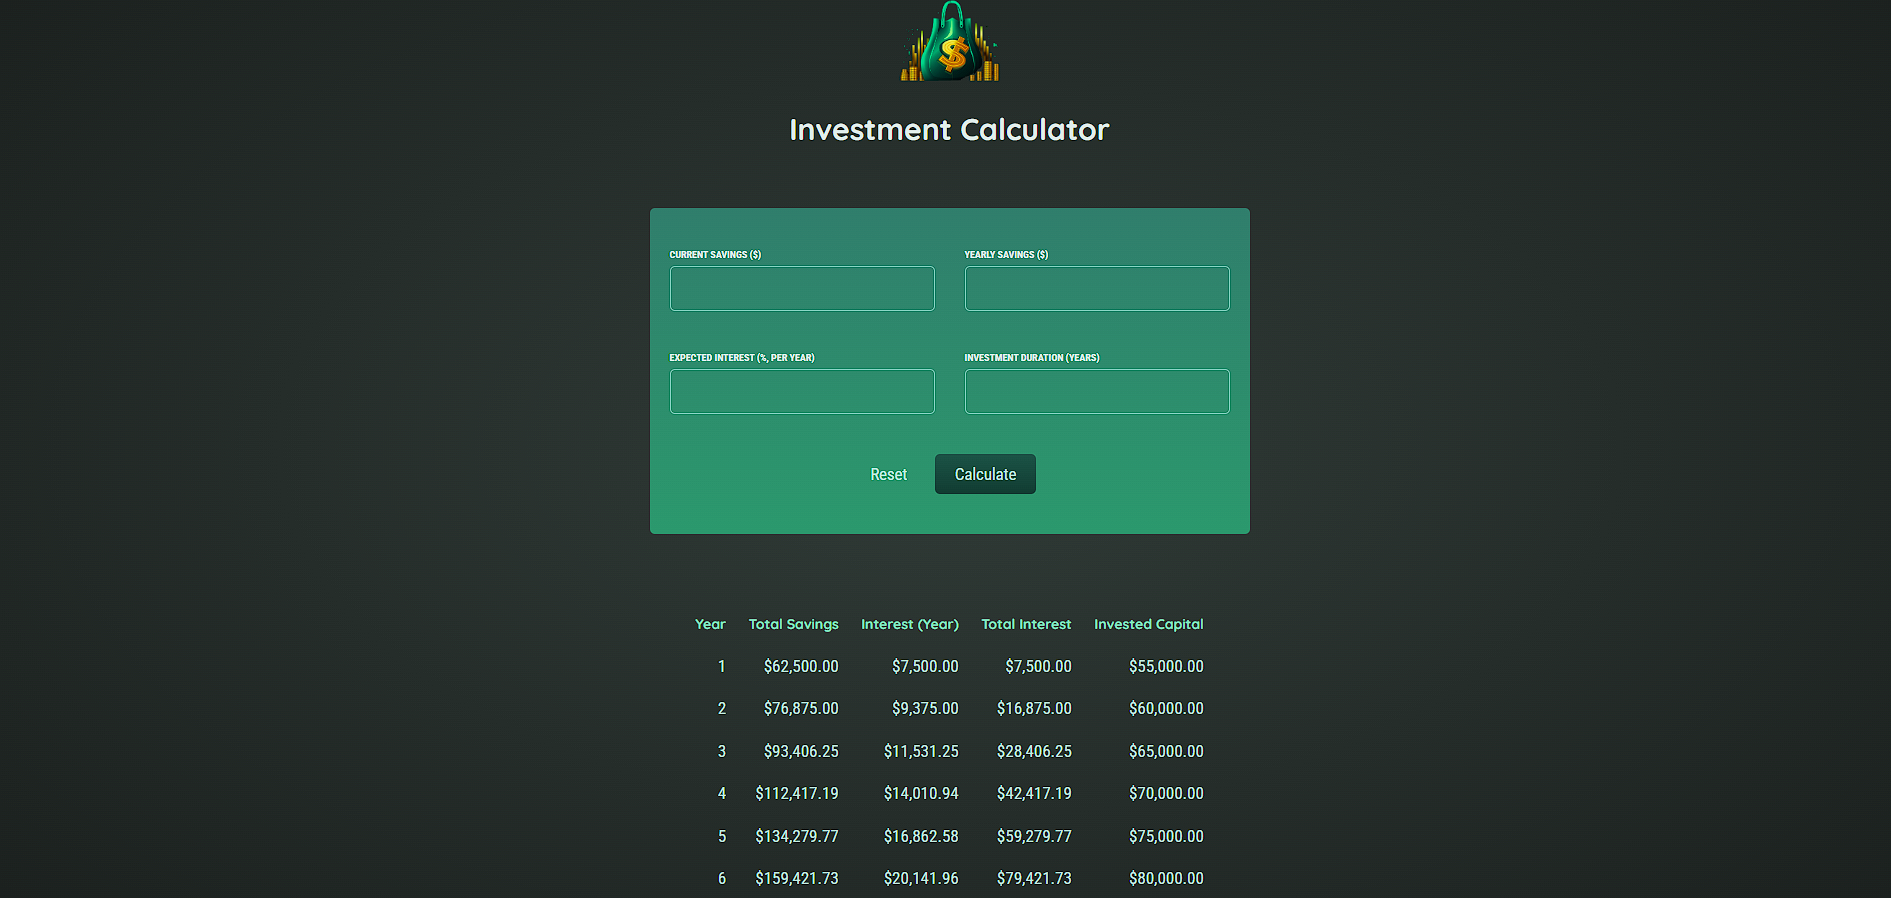 $
Investment Calculator
CURRENT SAVINGS ($) YEARLY SAVINGS ($)
EXPECTED INTEREST (%, PER YEAR) INVESTMENT DURATION (YEARS)
Reset Calculate
Year Total Savings Interest (Year) Total Interest Invested Capital
1 $62,500.00 $7,500.00 $7,500.00 $55,000.00
2 $76,875.00 $9,375.00 $16,875.00 $60,000.00
3 $93,406.25 $11,531.25 $28,406.25 $65,000.00
4 $112,417.19 $14,010.94 $42,417.19 $70,000.00
5 $134,279.77 $16,862.58 $59,279.77 $75,000.00
6 $159,421.73 $20,141.96 $79,421.73 $80,000.00